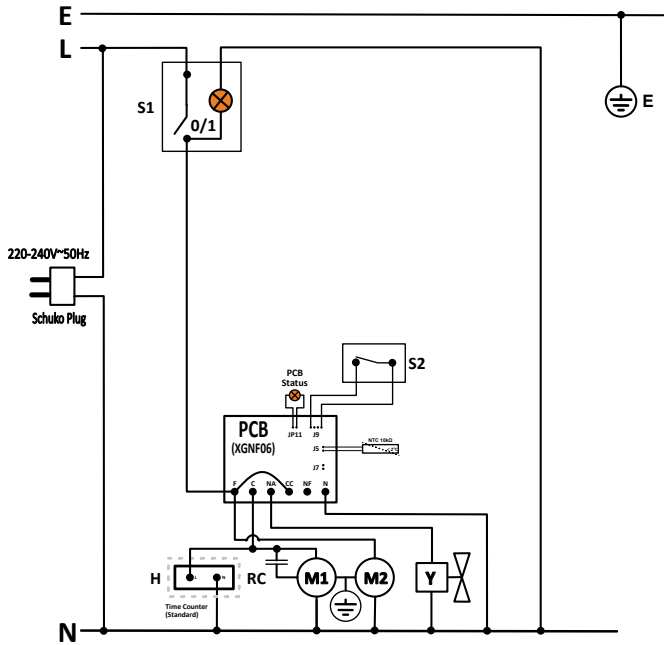 E
L
E
S1
0/1
220-240V~50Hz
Schuko Plug
S2
PCB
Status
PCB
(XGNF06)
JP11
J9
J5
NTC 10kΩ
J7
F C NA CC NF N
H
L N
RC
M1
M2
Y
Time Counter
(Standard)
N